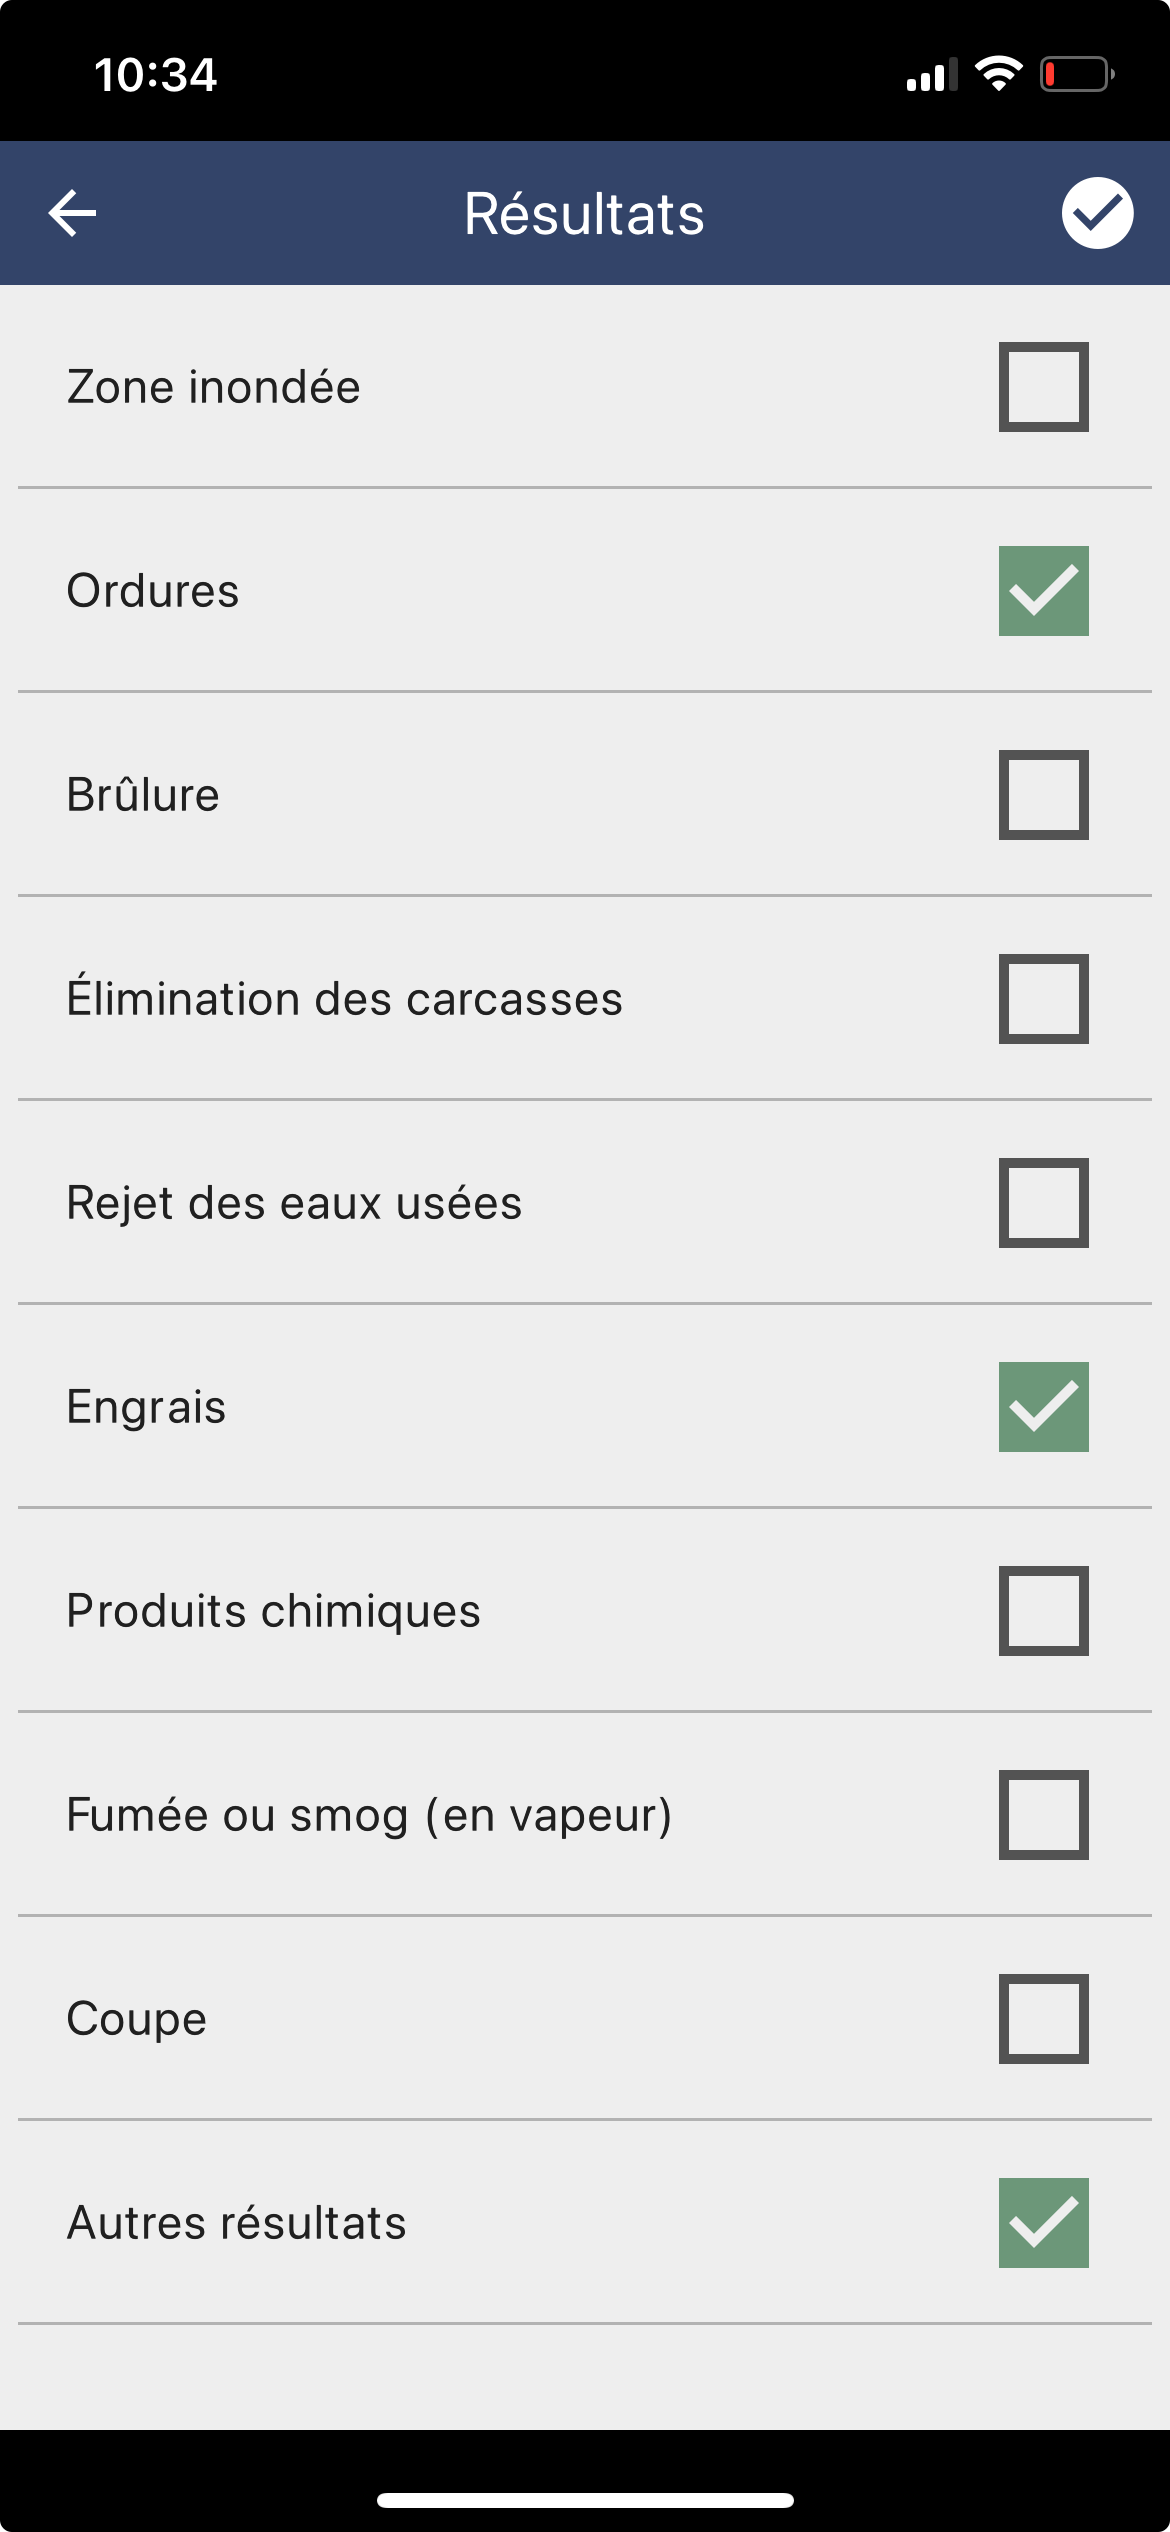 10:34
Résultats
Zone inondée
Ordures
Brûlure
Élimination des carcasses
Rejet des eaux usées
Engrais
Produits chimiques
Fumée ou smog (en vapeur)
Coupe
Autres résultats